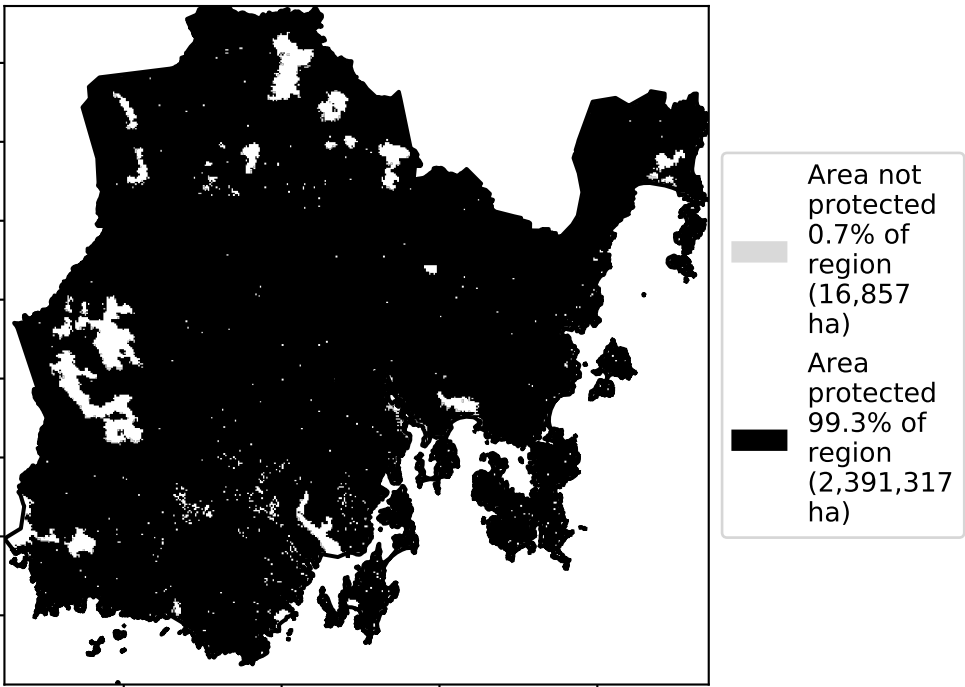 Area not
protected
0.7% of
region
(16,857
ha)
Area
protected
99.3% of
region
(2,391,317
ha)